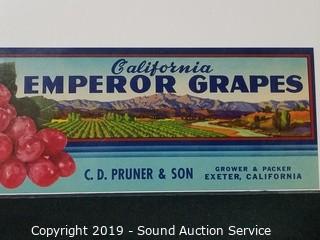 California
EMPEROR GRAPES
C. D. PRUNER & SON
GROWER & PACKER
EXETER, CALIFORNIA
Copyright 2019 - Sound Auction Service